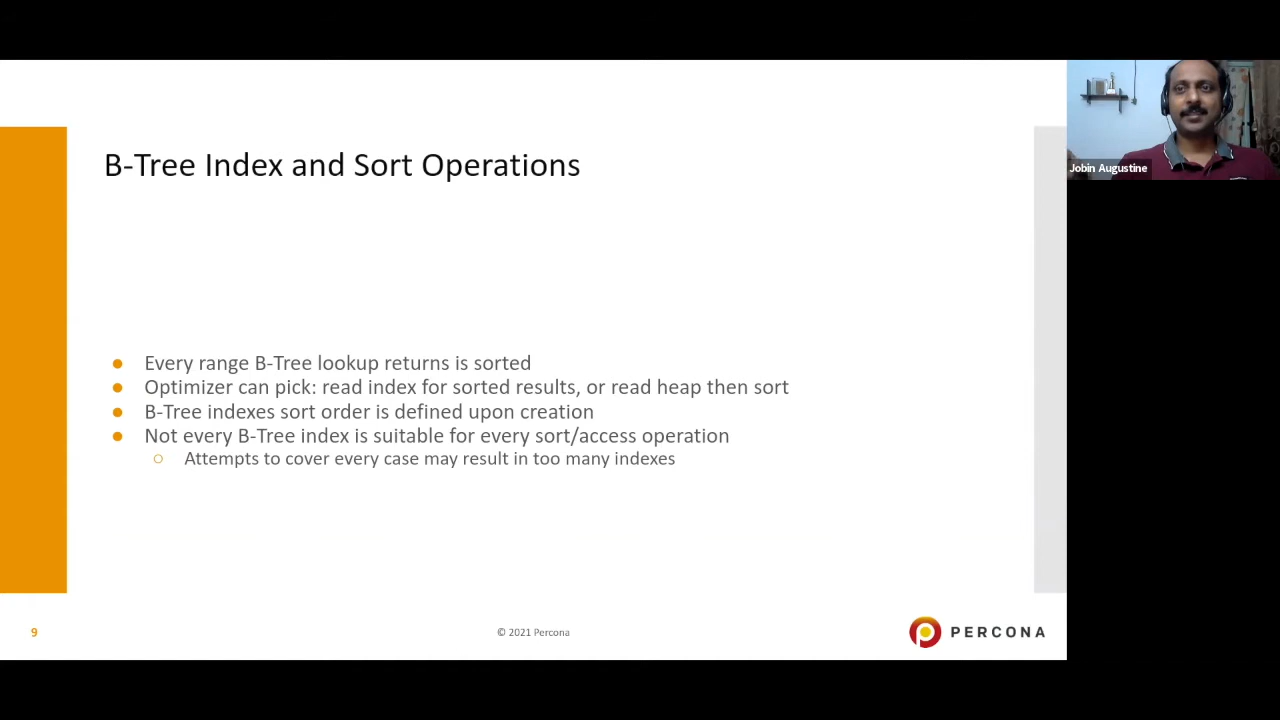 B-Tree Index and Sort Operations
Jobin Augustine
● Every range B-Tree lookup returns is sorted
● Optimizer can pick: read index for sorted results, or read heap then sort
● B-Tree indexes sort order is defined upon creation
● Not every B-Tree index is suitable for every sort/access operation
○ Attempts to cover every case may result in too many indexes
9
© 2021 Percona
PERCONA